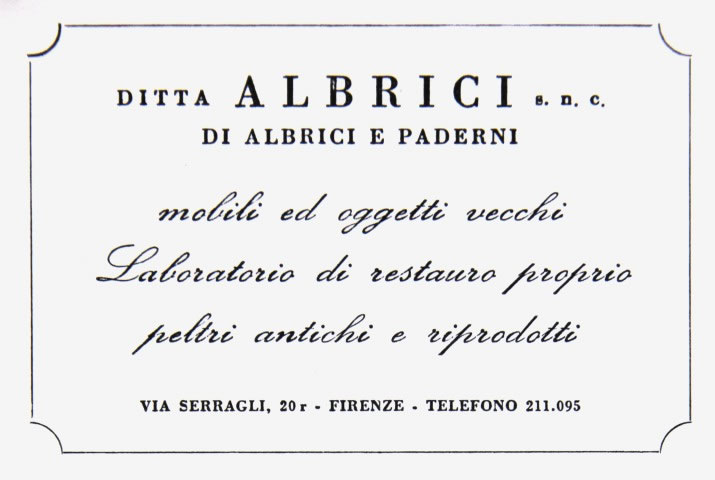 DITTA ALBRICI s. n. c.
DI ALBRICI E PADERNI
mobili ed oggetti vecchi
Laboratorio di restauro proprio
peltri antichi e riprodotti
VIA SERRAGLI, 20 r - FIRENZE - TELEFONO 211.095